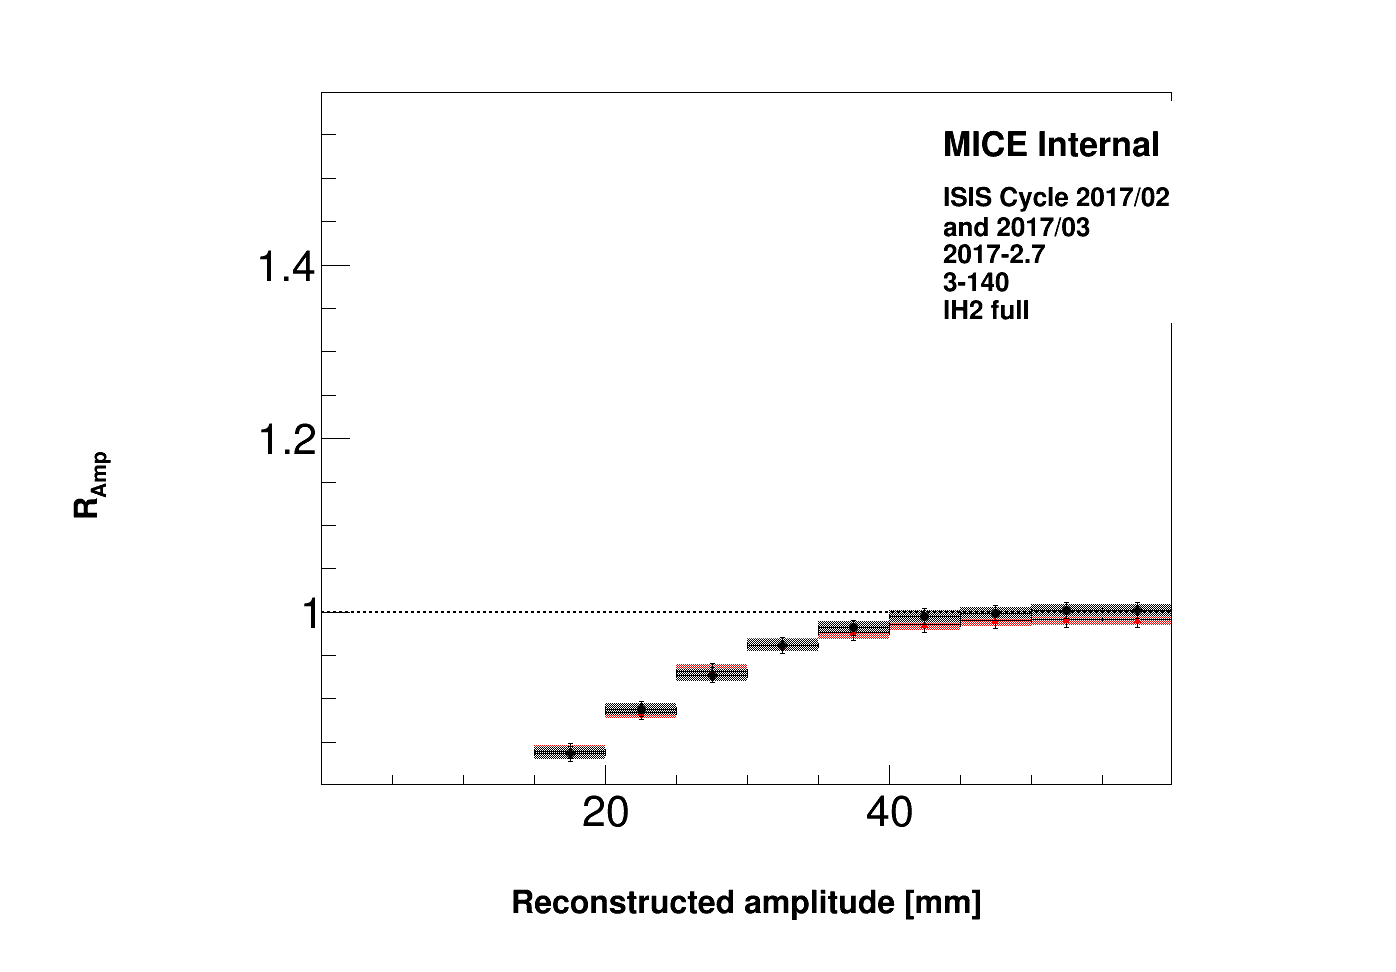 MICE Internal
ISIS Cycle 2017/02
and 2017/03
2017-2.7
3-140
IH2 full
1.4
1.2
1
R_Amp
20
40
Reconstructed amplitude [mm]